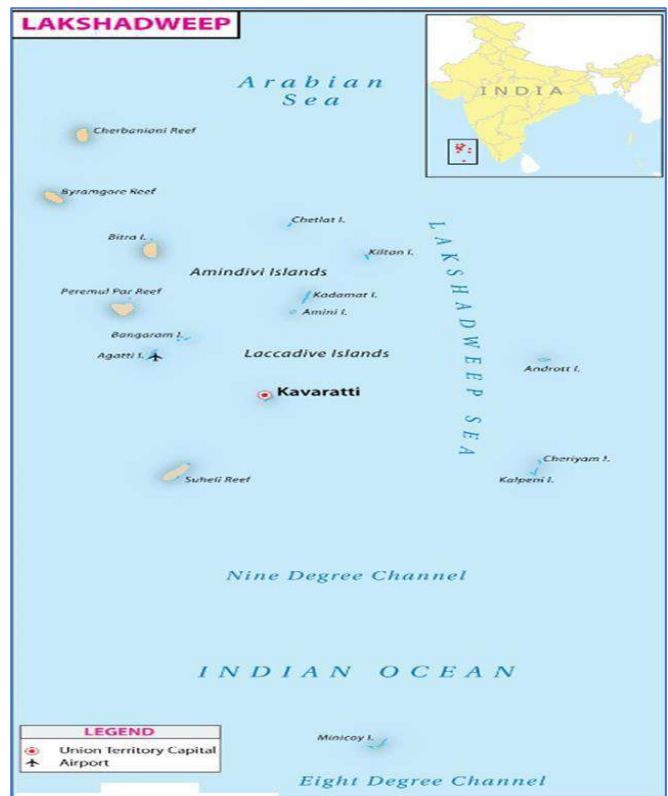 LAKSHADWEEP
INDIA
Arabian
Sea
Cherbaniani Reef
Byramgore Reef
Chetlat I.
Bitra I.
Kiltan I.
Amindivi Islands
Peremul Par Reef
Kadamat I.
Amini I.
Bangaram I.
Agatti I.
Laccadive Islands
LAKSHADWEEP SEA
Andrott I.
Kavaratti
Cheriyam I.
Suheli Reef
Kalpeni I.
Nine Degree Channel
INDIAN OCEAN
Minicoy I.
Eight Degree Channel
LEGEND
Union Territory Capital
Airport